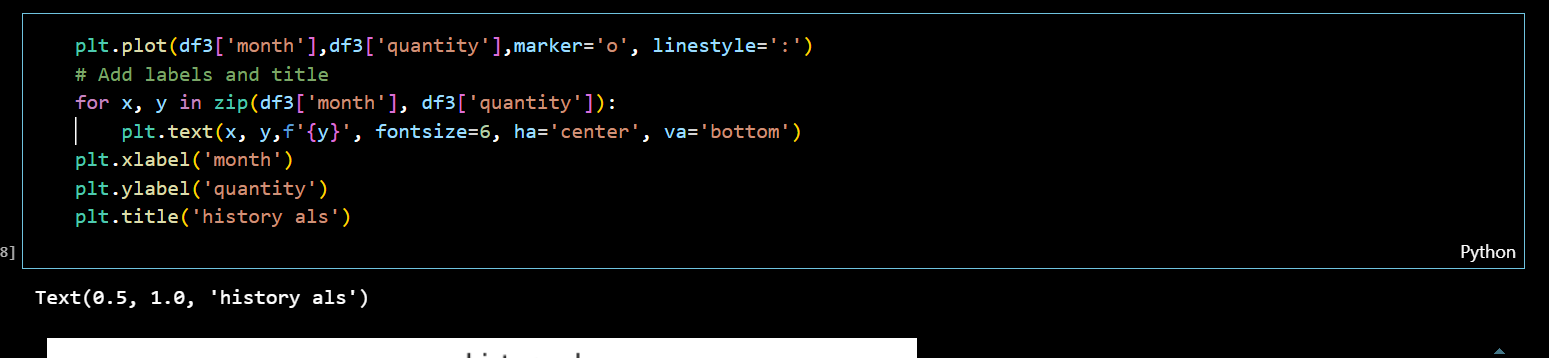 plt.plot(df3['month'],df3['quantity'],marker='o', linestyle=':')
# Add labels and title
for x, y in zip(df3['month'], df3['quantity']):
    plt.text(x, y,f'{y}', fontsize=6, ha='center', va='bottom')
plt.xlabel('month')
plt.ylabel('quantity')
plt.title('history als')
8]
Python
Text(0.5, 1.0, 'history als')